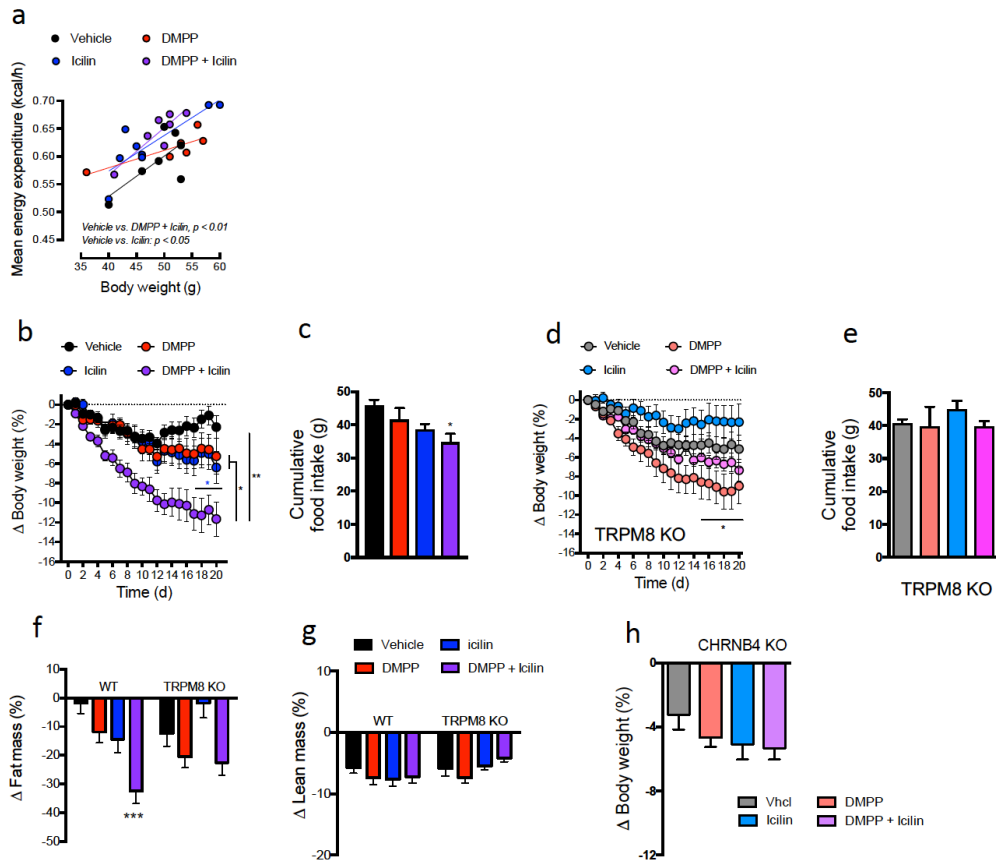 a
Vehicle
DMPP
Icilin
DMPP + Icilin
Mean energy expenditure (kcal/h)
0.70
0.65
0.60
0.55
0.50
0.45
Vehicle vs. DMPP + Icilin, p < 0.01
Vehicle vs. Icilin: p < 0.05
35 40 45 50 55 60
Body weight (g)
b
Vehicle
DMPP
Icilin
DMPP + Icilin
Δ Body weight (%)
0
-2
-4
-6
-8
-10
-12
-14
-16
*
*
**
0 2 4 6 8 10 12 14 16 18 20
Time (d)
c
Cumulative
food intake (g)
50
40
30
20
10
0
*
d
Vehicle
DMPP
Icilin
DMPP + Icilin
Δ Body weight (%)
0
-2
-4
-6
-8
-10
-12
-14
-16
TRPM8 KO
*
0 2 4 6 8 10 12 14 16 18 20
Time (d)
e
Cumulative
food intake (g)
50
40
30
20
10
0
TRPM8 KO
f
Δ Fat mass (%)
10
0
-10
-20
-30
-40
-50
WT
TRPM8 KO
***
g
Vehicle
icilin
DMPP
DMPP + Icilin
Δ Lean mass (%)
10
0
-10
-20
WT
TRPM8 KO
h
CHRNB4 KO
Δ Body weight (%)
0
-4
-8
-12
Vhcl
DMPP
Icilin
DMPP + Icilin